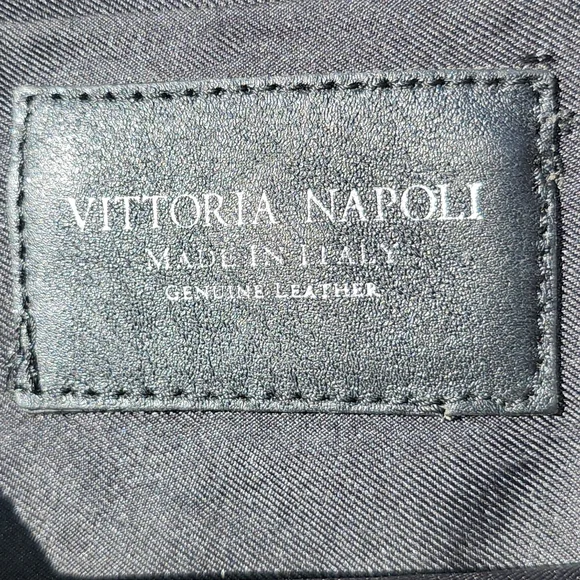 VITTORIA NAPOLI
MADE IN ITALY
GENUINE LEATHER